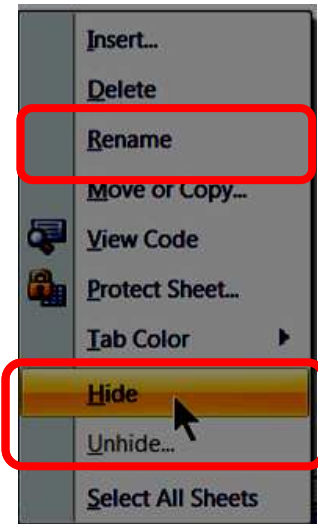 Insert...
Delete
Rename
Move or Copy...
View Code
Protect Sheet...
Tab Color
Hide
Unhide...
Select All Sheets